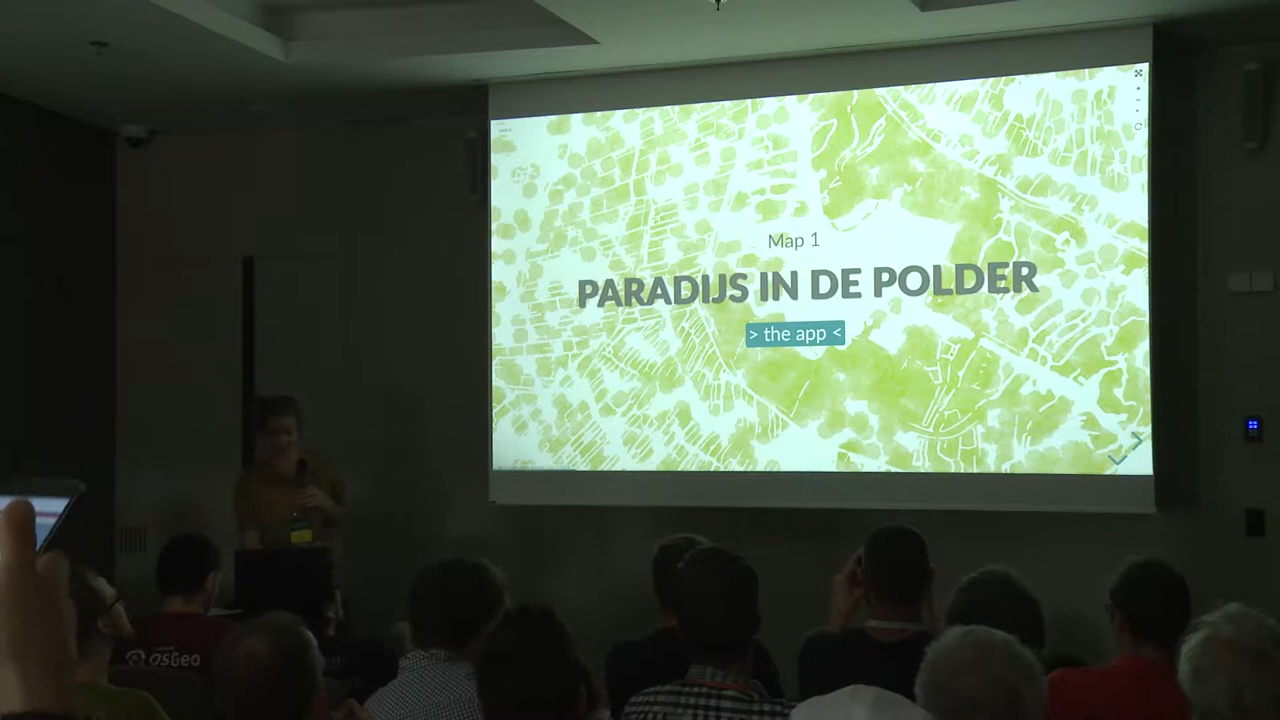 Map 1
PARADIJS IN DE POLDER
> the app <
OSGeo